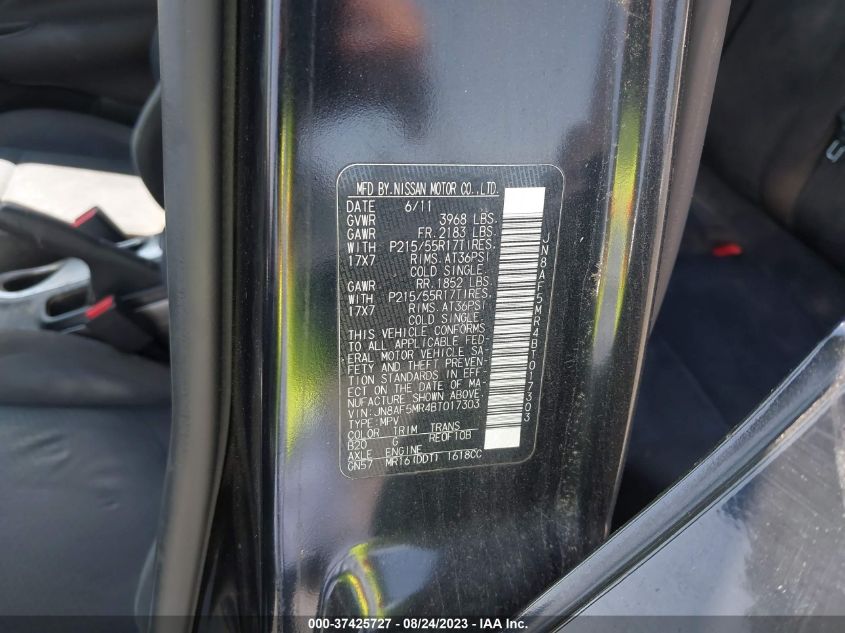 MFD BY NISSAN MOTOR CO.,LTD.
DATE 6/11
GVWR 3968 LBS.
GAWR FR.2183 LBS.
WITH P215/55R17TIRES.
17X7 RIMS.AT36PSI
COLD SINGLE.
GAWR RR.1852 LBS.
WITH P215/55R17TIRES.
17X7 RIMS.AT36PSI
COLD SINGLE.
THIS VEHICLE CONFORMS
TO ALL APPLICABLE FED-
ERAL MOTOR VEHICLE SA-
FETY AND THEFT PREVEN-
TION STANDARDS IN EFF-
ECT ON THE DATE OF MA-
NUFACTURE SHOWN ABOVE.
VIN:JN8AF5MR4BT017303
TYPE:MPV
COLOR TRIM TRANS
B20 G RE0F10B
AXLE ENGINE
GN57 MR16(DDT) 1618CC
JN8AF5MR4BT017303
000-37425727 - 08/24/2023 - IAA Inc.